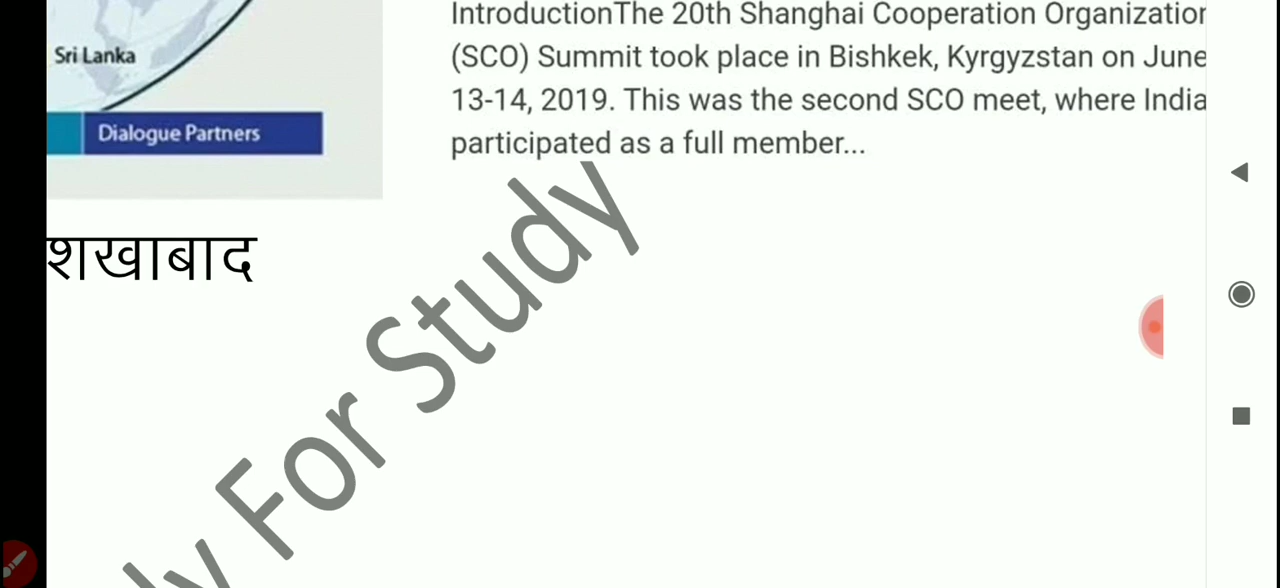 IntroductionThe 20th Shanghai Cooperation Organization
(SCO) Summit took place in Bishkek, Kyrgyzstan on June
13-14, 2019. This was the second SCO meet, where India
participated as a full member...
Sri Lanka
Dialogue Partners
शखाबाद
For Study